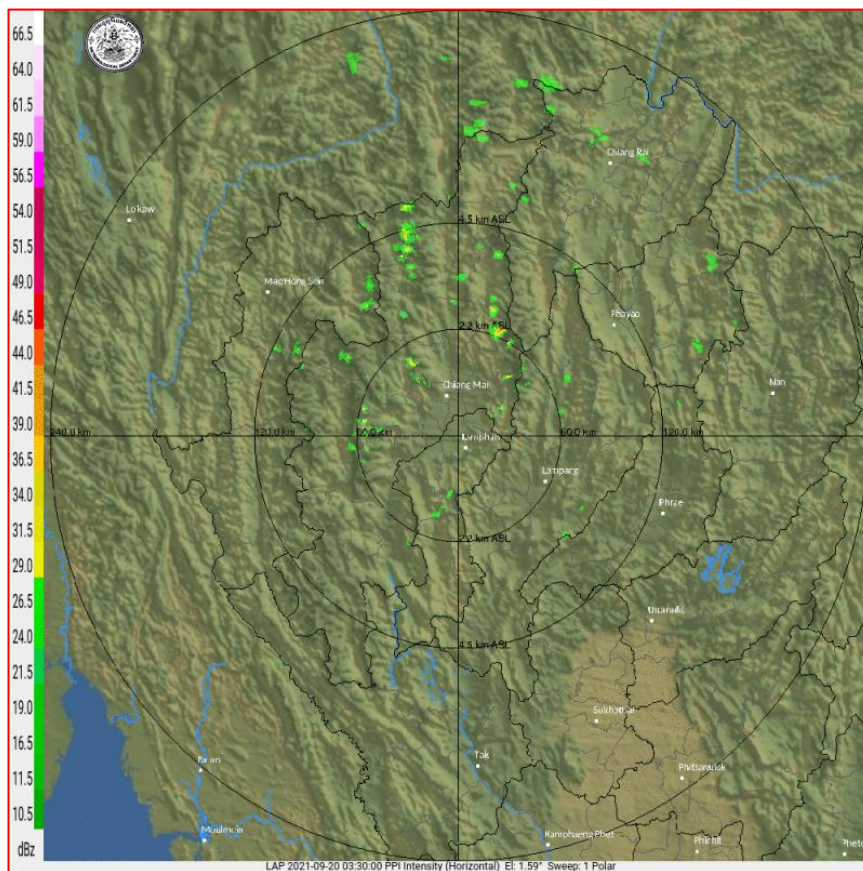 66.5
64.0
61.5
59.0
56.5
54.0
51.5
49.0
46.5
44.0
41.5
39.0
36.5
34.0
31.5
29.0
26.5
24.0
21.5
19.0
16.5
11.5
10.5
dBz
Chiang Rai
Loikaw
4.5 km ASL
Mae Hong Son
Phayao
2.2 km ASL
Chiang Mai
Nan
240.0 km
120.0 km
60.0 km
60.0 km
120.0 km
Lamphun
Lampang
Phrae
2.2 km ASL
Uttaradit
4.5 km ASL
Sukhothai
Tak
Phitsanulok
Moulmein
Kamphaeng Phet
Phichit
LAP 2021-09-20 03:30:00 PPI Intensity (Horizontal) El: 1.59° Sweep: 1 Polar